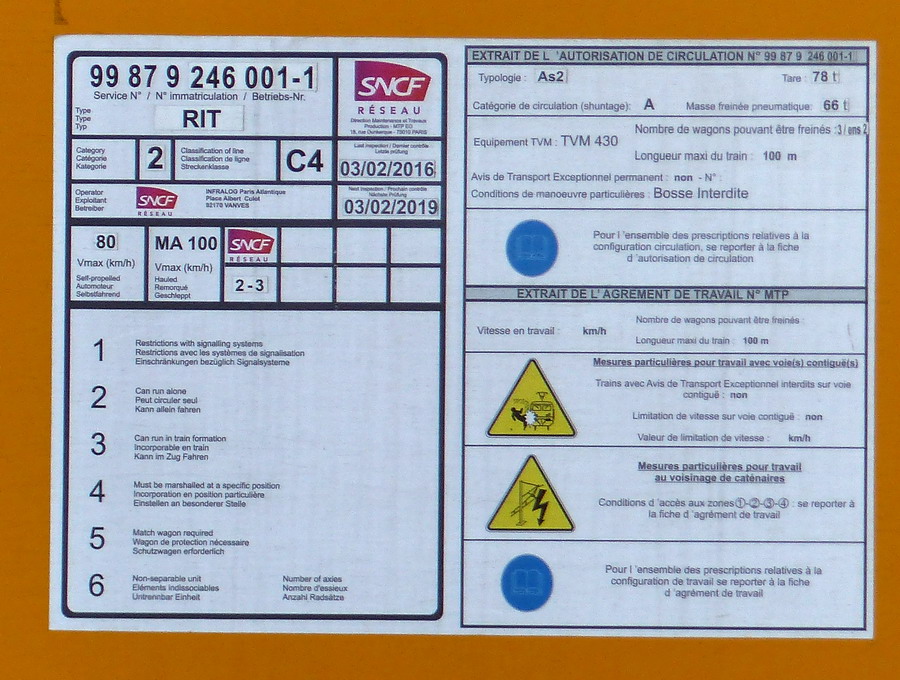 99 87 9 246 001-1
Service N° / N° immatriculation / Betriebs-Nr.
Type
Type
Typ
RIT
SNCF
RÉSEAU
Direction Maintenance et Travaux
Production - MTP EO
Category
Catégorie
Kategorie
2
Classification of line
Classification de ligne
Streckenklasse
C4
Last inspection / Dernier contrôle
Letzte prüfung
03/02/2016
Operator
Exploitant
Betreiber
SNCF
RÉSEAU
INFRALOG Paris Atlantique
Place Albert Culot
92170 VANVES
Next inspection / Prochain contrôle
Nächste Prüfung
03/02/2019
80
Vmax (km/h)
Self-propelled
Automoteur
Selbstfahrend
MA 100
Vmax (km/h)
Hauled
Remorqué
Geschleppt
SNCF
RÉSEAU
2 - 3
1
Restrictions with signalling systems
Restrictions avec les systèmes de signalisation
Einschränkungen bezüglich Signalsysteme
2
Can run alone
Peut circuler seul
Kann allein fahren
3
Can run in train formation
Incorporable en train
Kann im Zug Fahren
4
Must be marshalled at a specific position
Incorporation en position particulière
Einstellen an besonderer Stelle
5
Match wagon required
Wagon de protection nécessaire
Schutzwagen erforderlich
6
Non-separable unit
Eléments indissociables
Untrennbar Einheit
Number of axies
Nombre d'essieux
Anzahl Radsätze
EXTRAIT DE L 'AUTORISATION DE CIRCULATION N° 99 87 9 246 001-1
Typologie : As2
Tare : 78 t
Catégorie de circulation (shuntage): A
Masse freinée pneumatique: 66 t
Equipement TVM : TVM 430
Nombre de wagons pouvant être freinés : 3/ ens 2
Longueur maxi du train : 100 m
Avis de Transport Exceptionnel permanent : non - N° :
Conditions de manoeuvre particulières : Bosse Interdite
Pour l 'ensemble des prescriptions relatives à la
configuration circulation, se reporter à la fiche
d 'autorisation de circulation
EXTRAIT DE L' AGREMENT DE TRAVAIL N° MTP
Vitesse en travail : km/h
Nombre de wagons pouvant être freinés :
Longueur maxi du train : 100 m
Mesures particulières pour travail avec voie(s) contiguë(s)
Trains avec Avis de Transport Exceptionnel interdits sur voie
contiguë : non
Limitation de vitesse sur voie contiguë : non
Valeur de limitation de vitesse : km/h
Mesures particulières pour travail
au voisinage de caténaires
Conditions d 'accès aux zones①-②-③-④ : se reporter à
la fiche d 'agrément de travail
Pour l 'ensemble des prescriptions relatives à la
configuration de travail se reporter à la fiche
d 'agrément de travail